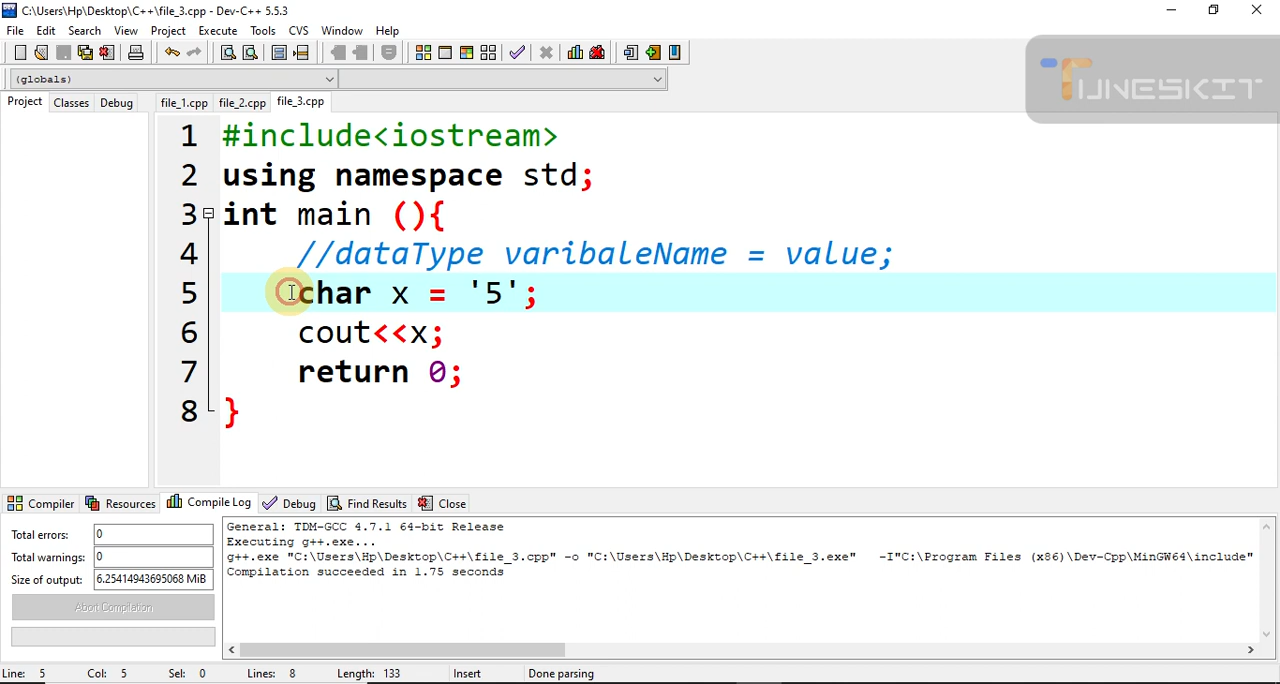 C:\Users\Hp\Desktop\C++\file_3.cpp - Dev-C++ 5.5.3
File Edit Search View Project Execute Tools CVS Window Help
(globals)
TUNESKIT
Project Classes Debug file_1.cpp file_2.cpp file_3.cpp
1 #include<iostream>
2 using namespace std;
3 int main (){
4 //dataType varibaleName = value;
5 char x = '5';
6 cout<<x;
7 return 0;
8 }
Compiler Resources Compile Log Debug Find Results Close
Total errors: 0
Total warnings: 0
Size of output: 6.25414943695068 MiB
Abort Compilation
General: TDM-GCC 4.7.1 64-bit Release
Executing g++.exe...
g++.exe "C:\Users\Hp\Desktop\C++\file_3.cpp" -o "C:\Users\Hp\Desktop\C++\file_3.exe" -I"C:\Program Files (x86)\Dev-Cpp\MinGW64\include"
Compilation succeeded in 1.75 seconds
Line: 5 Col: 5 Sel: 0 Lines: 8 Length: 133 Insert Done parsing